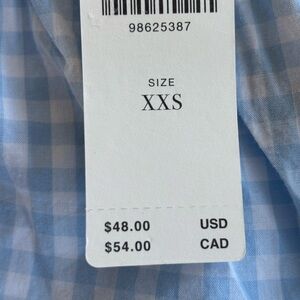 98625387
SIZE
XXS
$48.00 USD
$54.00 CAD